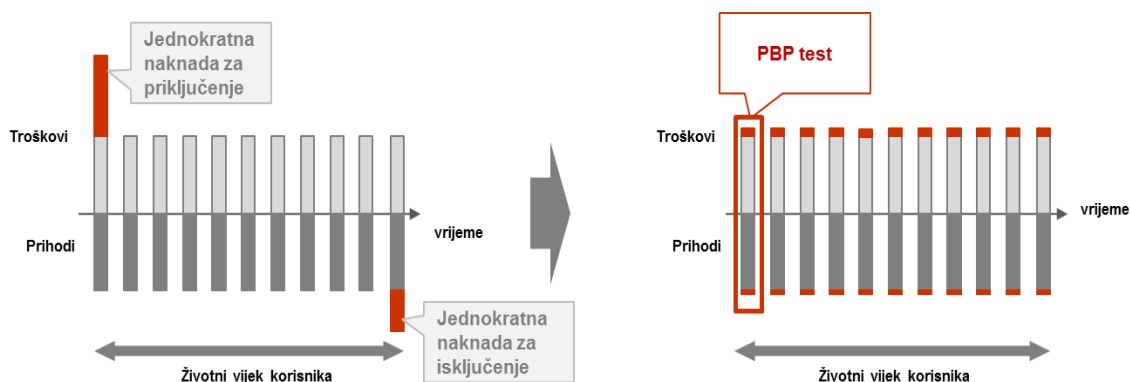 Jednokratna
naknada za
priključenje
Troškovi
Prihodi
vrijeme
Jednokratna
naknada za
isključenje
Životni vijek korisnika
PBP test
Troškovi
Prihodi
vrijeme
Životni vijek korisnika